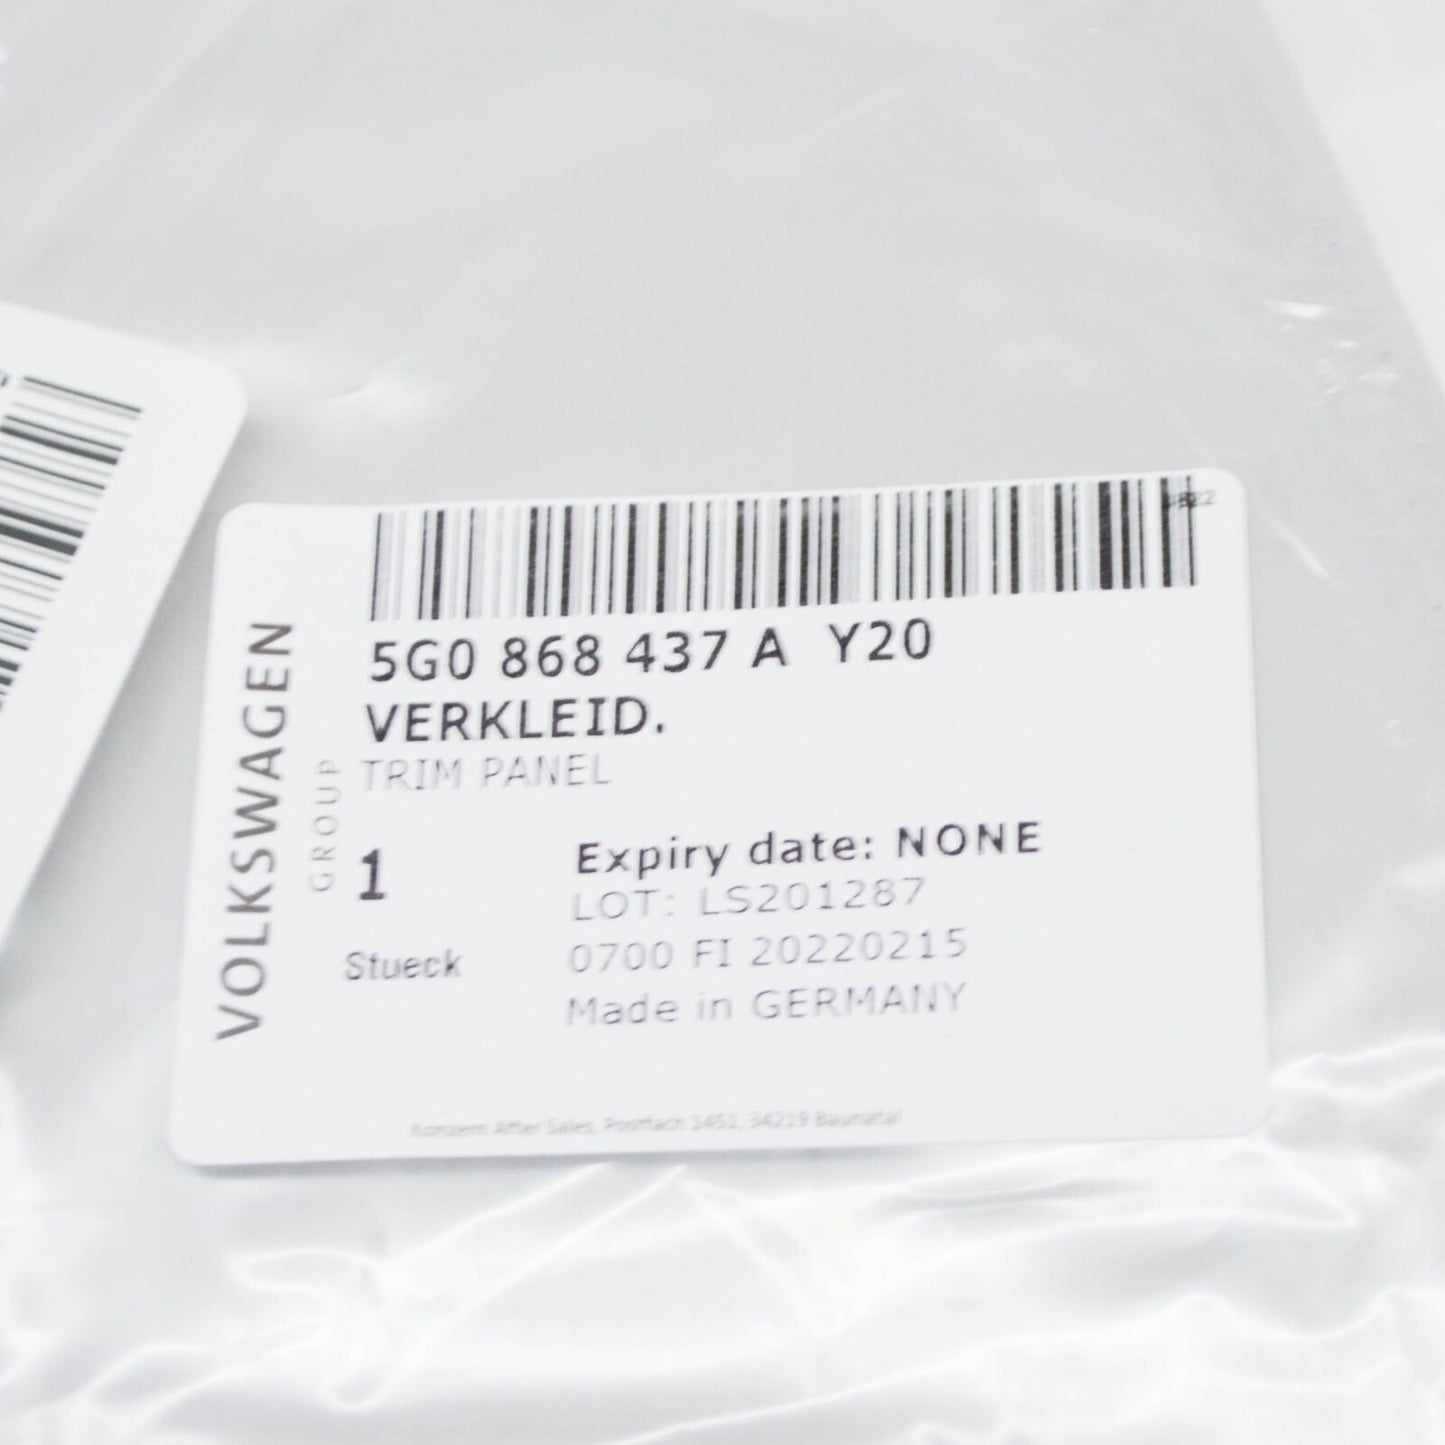 5G0 868 437 A Y20
VERKLEID.
TRIM PANEL
VOLKSWAGEN
GROUP
1
Stueck
Expiry date: NONE
LOT: LS201287
0700 FI 20220215
Made in GERMANY
Konzern After Sales, Postfach 1451, 34219 Baunatal